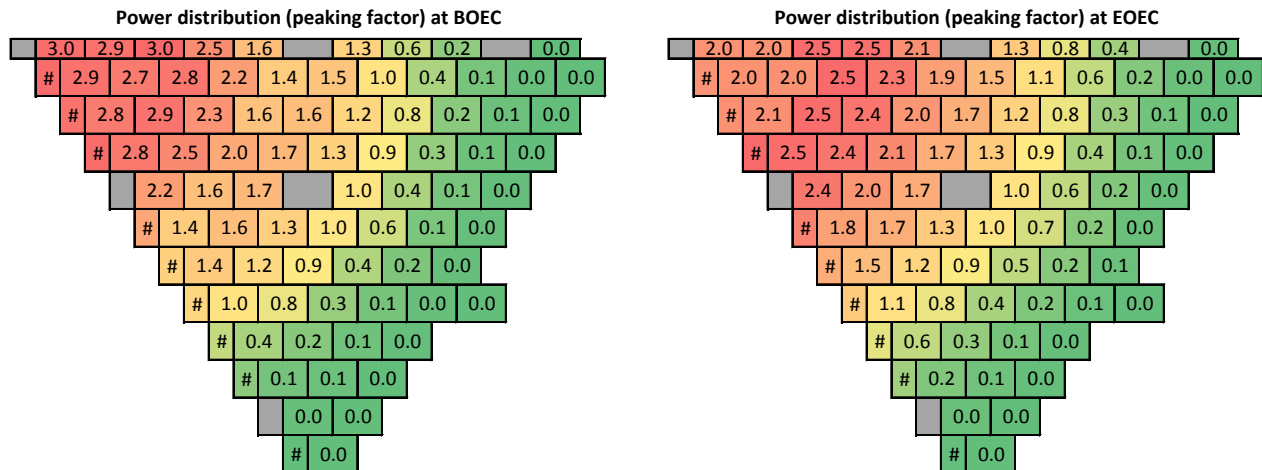 Power distribution (peaking factor) at BOEC
3.0 2.9 3.0 2.5 1.6 1.3 0.6 0.2 0.0
# 2.9 2.7 2.8 2.2 1.4 1.5 1.0 0.4 0.1 0.0 0.0
# 2.8 2.9 2.3 1.6 1.6 1.2 0.8 0.2 0.1 0.0
# 2.8 2.5 2.0 1.7 1.3 0.9 0.3 0.1 0.0
2.2 1.6 1.7 1.0 0.4 0.1 0.0
# 1.4 1.6 1.3 1.0 0.6 0.1 0.0
# 1.4 1.2 0.9 0.4 0.2 0.0
# 1.0 0.8 0.3 0.1 0.0 0.0
# 0.4 0.2 0.1 0.0
# 0.1 0.1 0.0
0.0 0.0
# 0.0
Power distribution (peaking factor) at EOEC
2.0 2.0 2.5 2.5 2.1 1.3 0.8 0.4 0.0
# 2.0 2.0 2.5 2.3 1.9 1.5 1.1 0.6 0.2 0.0 0.0
# 2.1 2.5 2.4 2.0 1.7 1.2 0.8 0.3 0.1 0.0
# 2.5 2.4 2.1 1.7 1.3 0.9 0.4 0.1 0.0
2.4 2.0 1.7 1.0 0.6 0.2 0.0
# 1.8 1.7 1.3 1.0 0.7 0.2 0.0
# 1.5 1.2 0.9 0.5 0.2 0.1
# 1.1 0.8 0.4 0.2 0.1 0.0
# 0.6 0.3 0.1 0.0
# 0.2 0.1 0.0
0.0 0.0
# 0.0